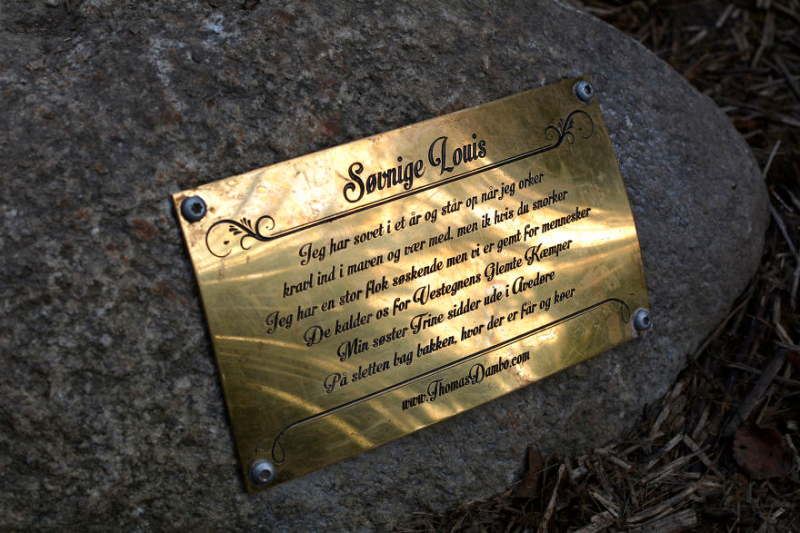 Søvnige Louis
Jeg har sovet i et år og står op når jeg orker
kravl ind i maven og vær med, men ik hvis du snorker
Jeg har en stor flok søskende men vi er gemt for mennesker
De kalder os for Vestegnens Glemte Kæmper
Min søster Trine sidder ude i Avedøre
På sletten bag bakken, hvor der er får og køer
www.ThomasDambo.com